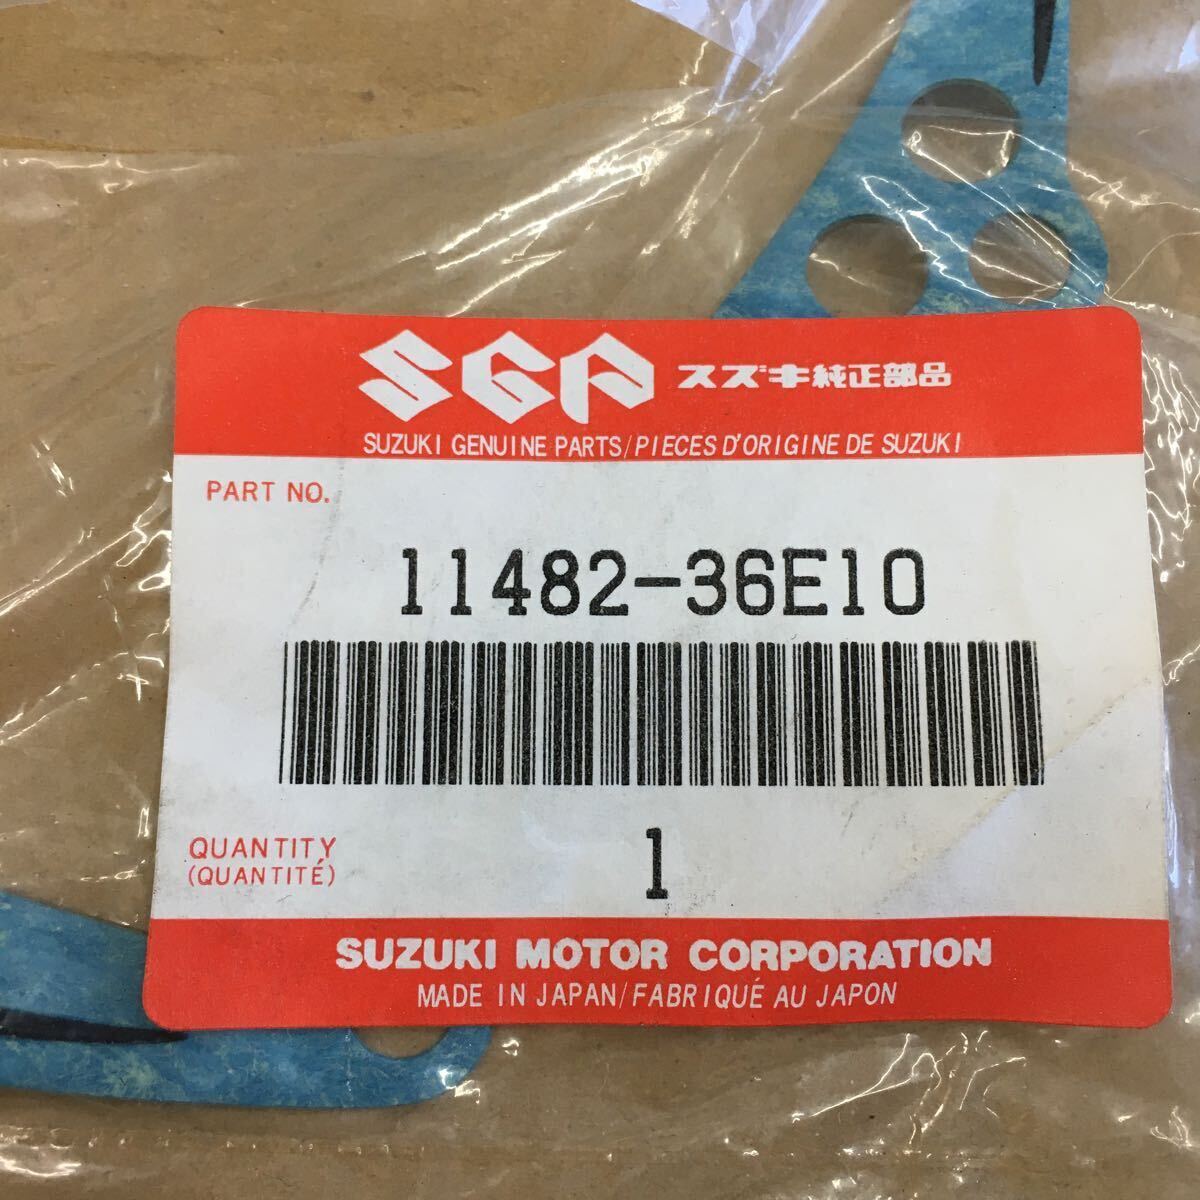 SGP スズキ純正部品
SUZUKI GENUINE PARTS/PIECES D'ORIGINE DE SUZUKI
PART NO.
11482-36E10
QUANTITY
(QUANTITÉ)
1
SUZUKI MOTOR CORPORATION
MADE IN JAPAN/FABRIQUÉ AU JAPON